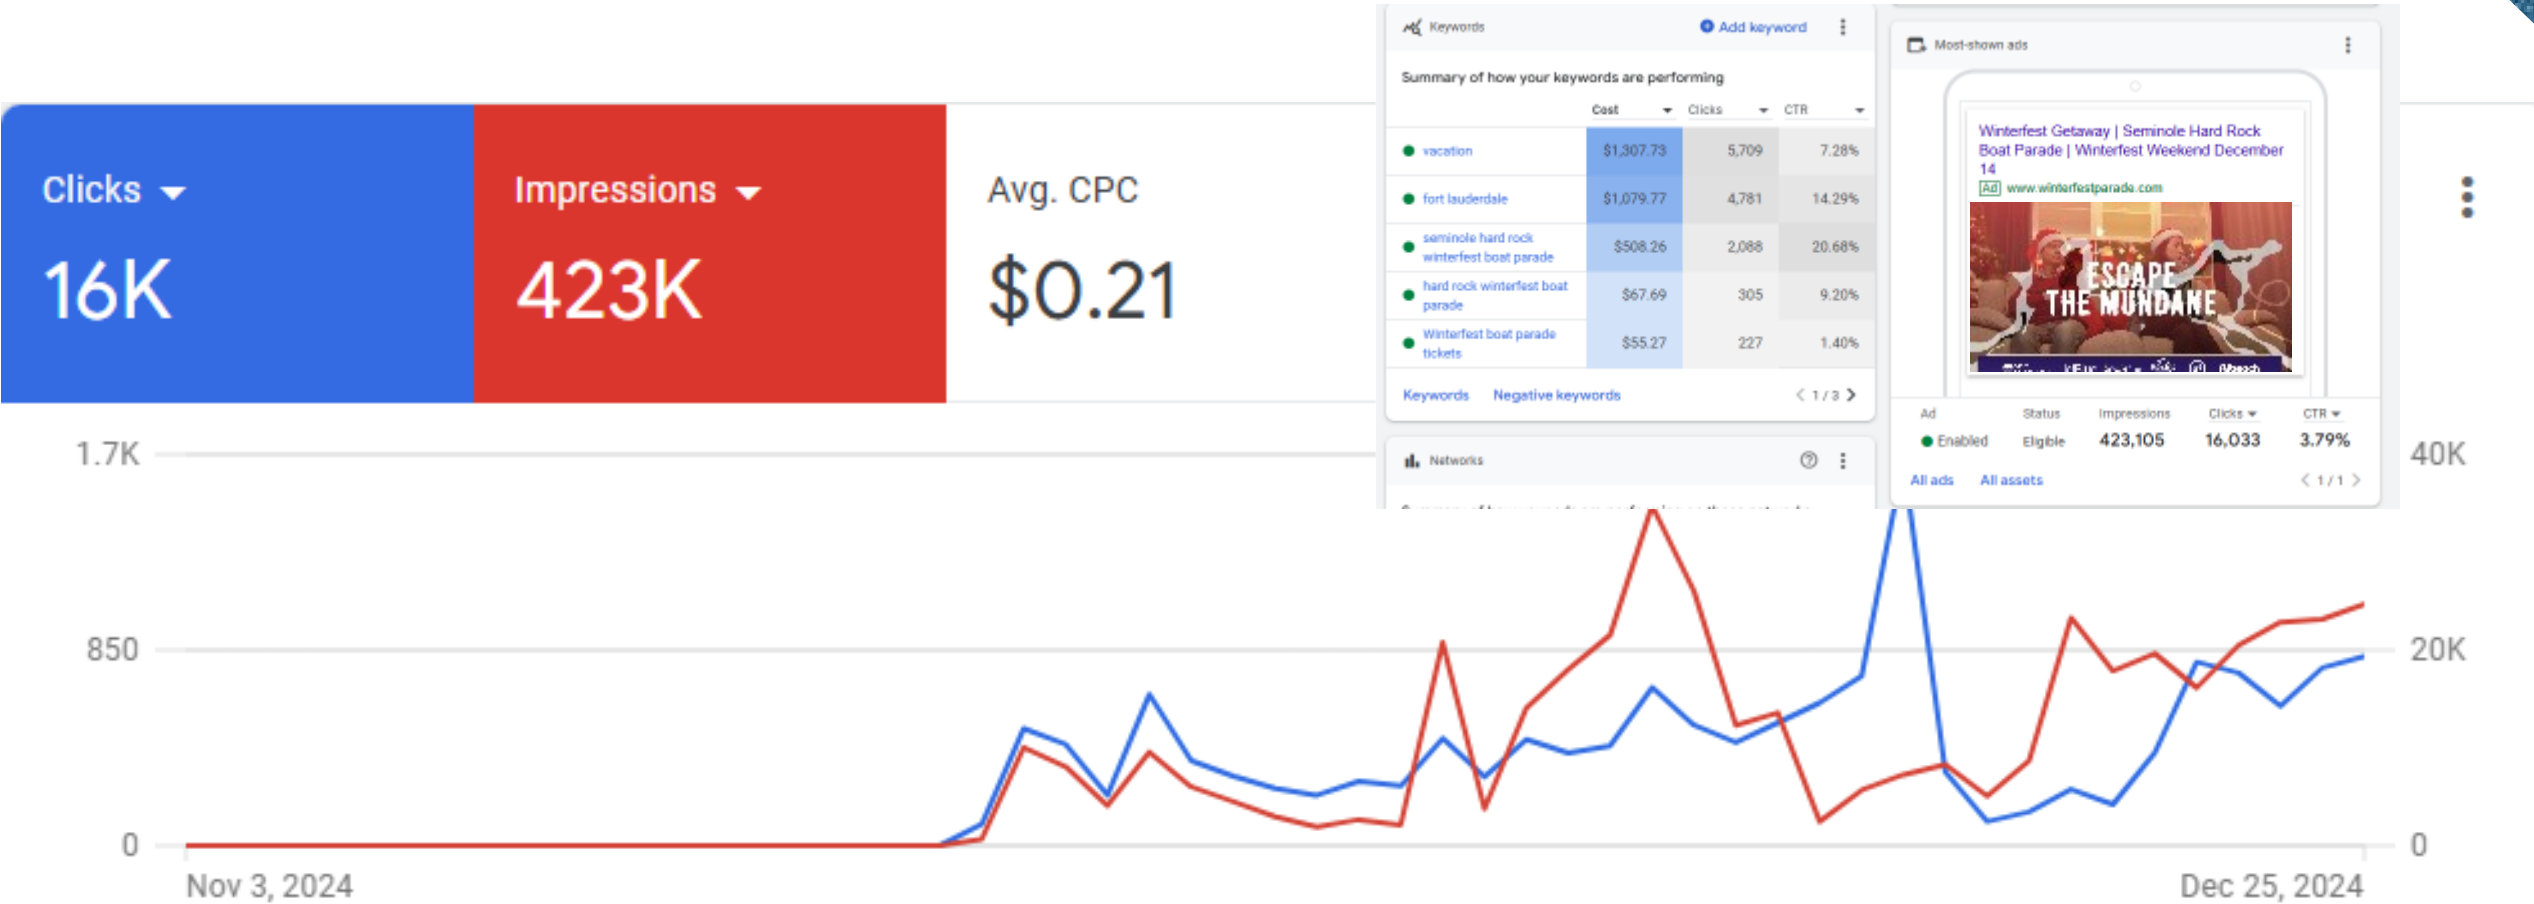 Clicks
16K
Impressions
423K
Avg. CPC
$0.21
Keywords
Add keyword
Summary of how your keywords are performing
Cost Clicks CTR
vacation $1,307.73 5,709 7.28%
fort lauderdale $1,079.77 4,781 14.29%
seminole hard rock
winterfest boat parade $508.26 2,088 20.68%
hard rock winterfest boat
parade $67.69 305 9.20%
Winterfest boat parade
tickets $55.27 227 1.40%
Keywords Negative keywords 1 / 3
Networks
Most-shown ads
Winterfest Getaway | Seminole Hard Rock
Boat Parade | Winterfest Weekend December
14
Ad www.winterfestparade.com
ESCAPE
THE MUNDANE
Ad Status Impressions Clicks CTR
Enabled Eligible 423,105 16,033 3.79%
All ads All assets 1 / 1
1.7K 40K
850 20K
0 0
Nov 3, 2024 Dec 25, 2024